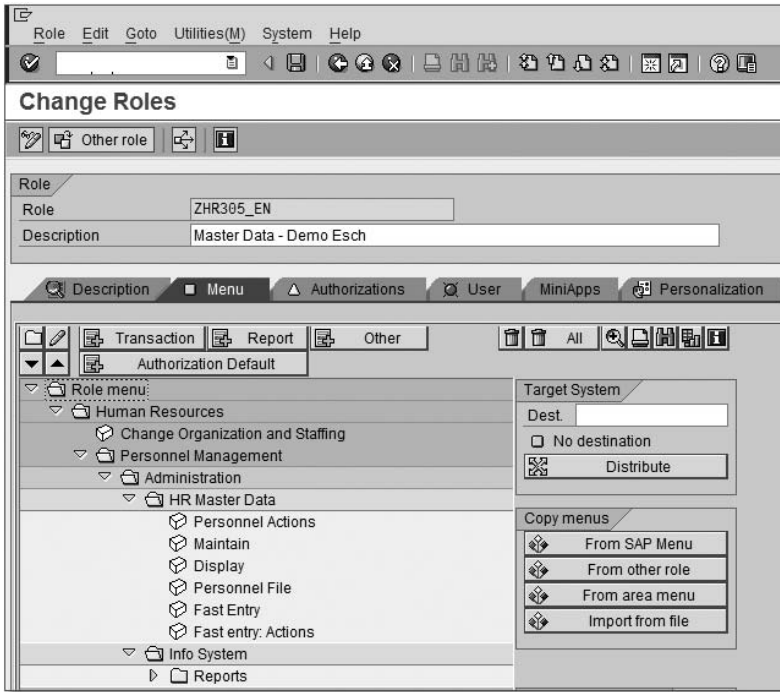 Role Edit Goto Utilities(M) System Help
Change Roles
Other role
Role
Role ZHR305_EN
Description Master Data - Demo Esch
Description Menu Authorizations User MiniApps Personalization
Transaction Report Other All
Authorization Default
Role menu
Human Resources
Change Organization and Staffing
Personnel Management
Administration
HR Master Data
Personnel Actions
Maintain
Display
Personnel File
Fast Entry
Fast entry: Actions
Info System
Reports
Target System
Dest.
No destination
Distribute
Copy menus
From SAP Menu
From other role
From area menu
Import from file